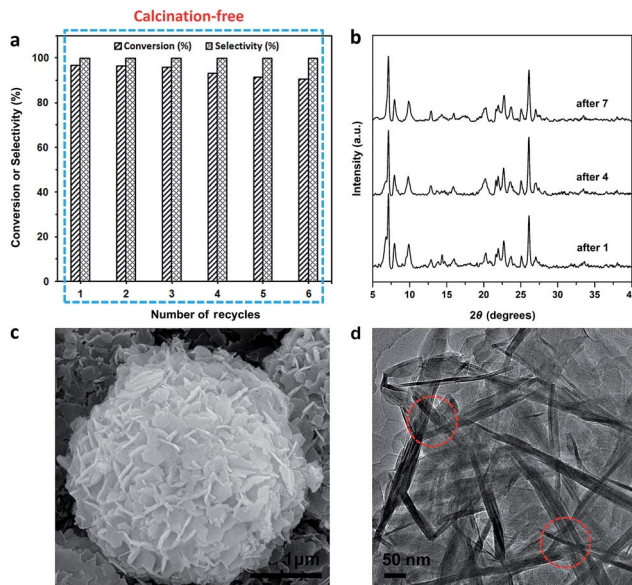 Calcination-free
a
Conversion (%)
Selectivity (%)
Conversion or Selectivity (%)
100
80
60
40
20
0
1 2 3 4 5 6
Number of recycles
b
Intensity (a.u.)
after 7
after 4
after 1
5 10 15 20 25 30 35 40
2θ (degrees)
c
1μm
d
50 nm